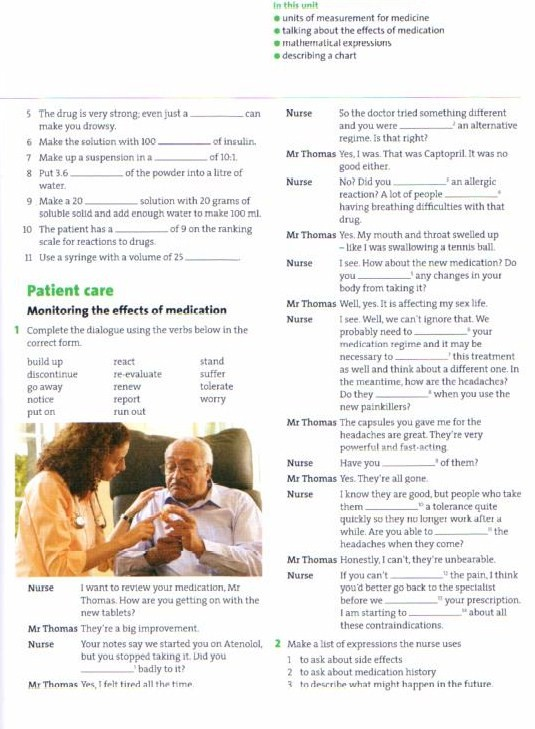 In this unit
● units of measurement for medicine
● talking about the effects of medication
● mathematical expressions
● describing a chart
5 The drug is very strong; even just a __________ can
make you drowsy.
6 Make the solution with 100 __________ of insulin.
7 Make up a suspension in a __________ of 10:1.
8 Put 3.6 __________ of the powder into a litre of
water.
9 Make a 20 __________ solution with 20 grams of
soluble solid and add enough water to make 100 ml.
10 The patient has a __________ of 9 on the ranking
scale for reactions to drugs.
11 Use a syringe with a volume of 25 __________.
Patient care
Monitoring the effects of medication
1 Complete the dialogue using the verbs below in the
correct form.
build up react stand
discontinue re-evaluate suffer
go away renew tolerate
notice report worry
put on run out
Nurse I want to review your medication, Mr
Thomas. How are you getting on with the
new tablets?
Mr Thomas They're a big improvement.
Nurse Your notes say we started you on Atenolol,
but you stopped taking it. Did you
__________¹ badly to it?
Mr Thomas Yes, I felt tired all the time.
Nurse So the doctor tried something different
and you were __________² an alternative
regime. Is that right?
Mr Thomas Yes, I was. That was Captopril. It was no
good either.
Nurse No? Did you __________³ an allergic
reaction? A lot of people __________⁴
having breathing difficulties with that
drug.
Mr Thomas Yes. My mouth and throat swelled up
– like I was swallowing a tennis ball.
Nurse I see. How about the new medication? Do
you __________⁵ any changes in your
body from taking it?
Mr Thomas Well, yes. It is affecting my sex life.
Nurse I see. Well, we can't ignore that. We
probably need to __________⁶ your
medication regime and it may be
necessary to __________⁷ this treatment
as well and think about a different one. In
the meantime, how are the headaches?
Do they __________⁸ when you use the
new painkillers?
Mr Thomas The capsules you gave me for the
headaches are great. They're very
powerful and fast-acting.
Nurse Have you __________⁹ of them?
Mr Thomas Yes. They're all gone.
Nurse I know they are good, but people who take
them __________¹⁰ a tolerance quite
quickly so they no longer work after a
while. Are you able to __________¹¹ the
headaches when they come?
Mr Thomas Honestly, I can't, they're unbearable.
Nurse If you can't __________¹² the pain, I think
you'd better go back to the specialist
before we __________¹³ your prescription.
I am starting to __________¹⁴ about all
these contraindications.
2 Make a list of expressions the nurse uses
1 to ask about side effects
2 to ask about medication history
3 to describe what might happen in the future.